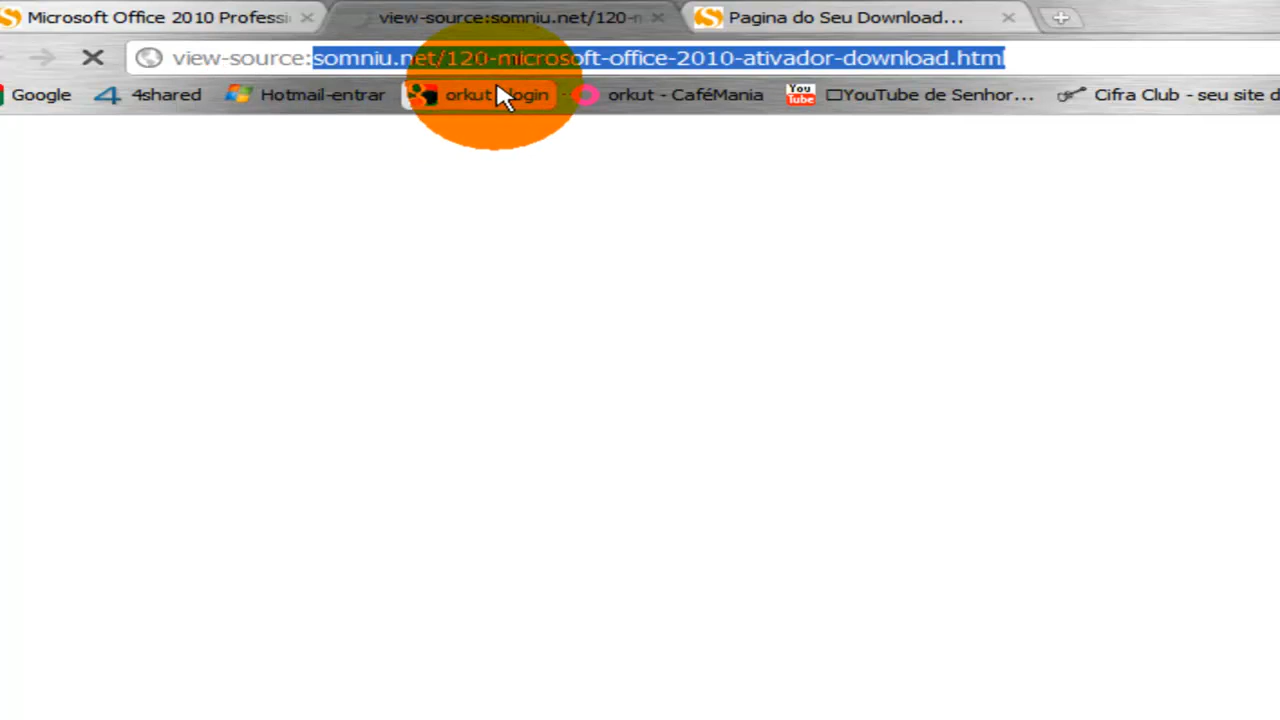 Microsoft Office 2010 Professi
view-source:somniu.net/120-m
Pagina do Seu Download...
view-source:somniu.net/120-microsoft-office-2010-ativador-download.html
Google
4shared
Hotmail-entrar
orkut - login
orkut - CaféMania
You Tube
□YouTube de Senhor...
Cifra Club - seu site d